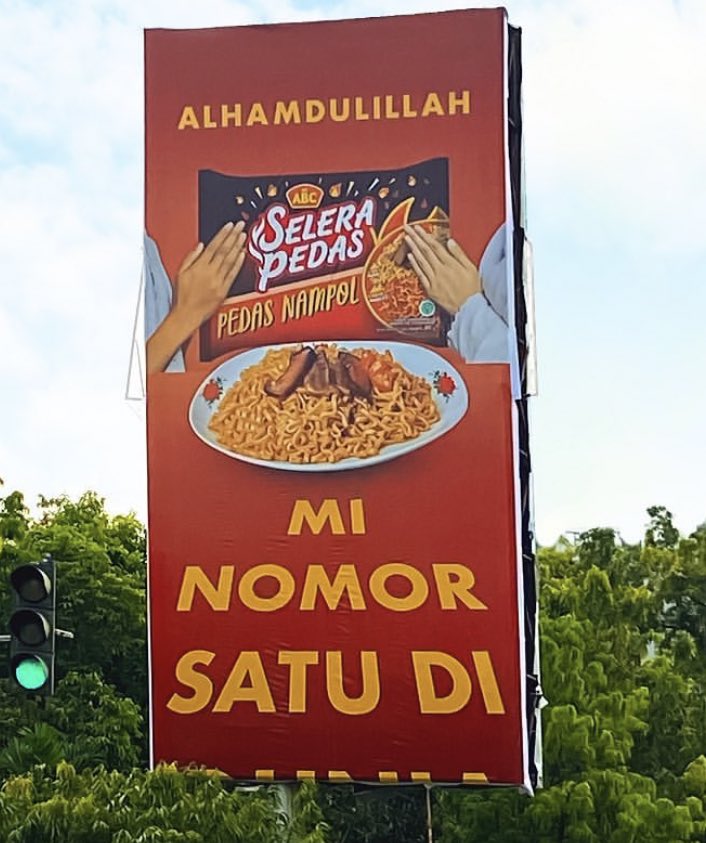 ALHAMDULILLAH
ABC
SELERA
PEDAS
PEDAS NAMPOL
MI
NOMOR
SATU DI